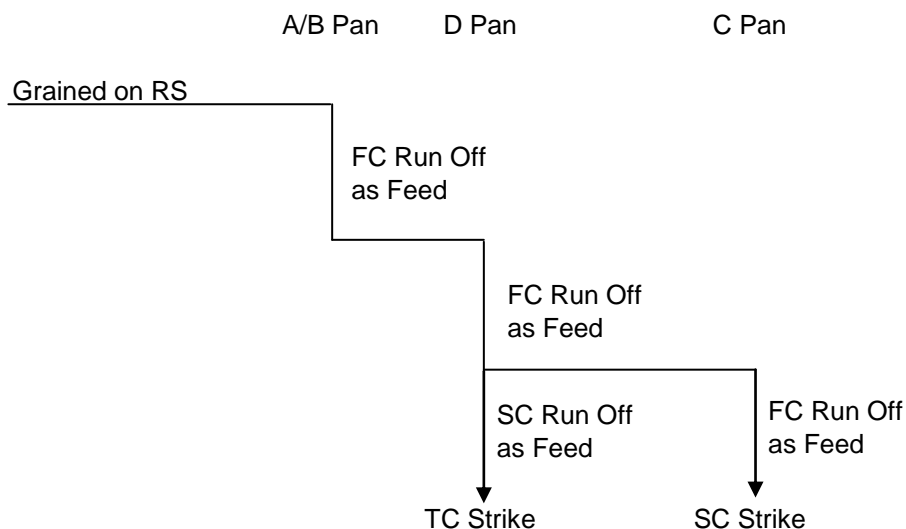 A/B Pan D Pan C Pan
Grained on RS
FC Run Off
as Feed
FC Run Off
as Feed
SC Run Off
as Feed
FC Run Off
as Feed
TC Strike SC Strike